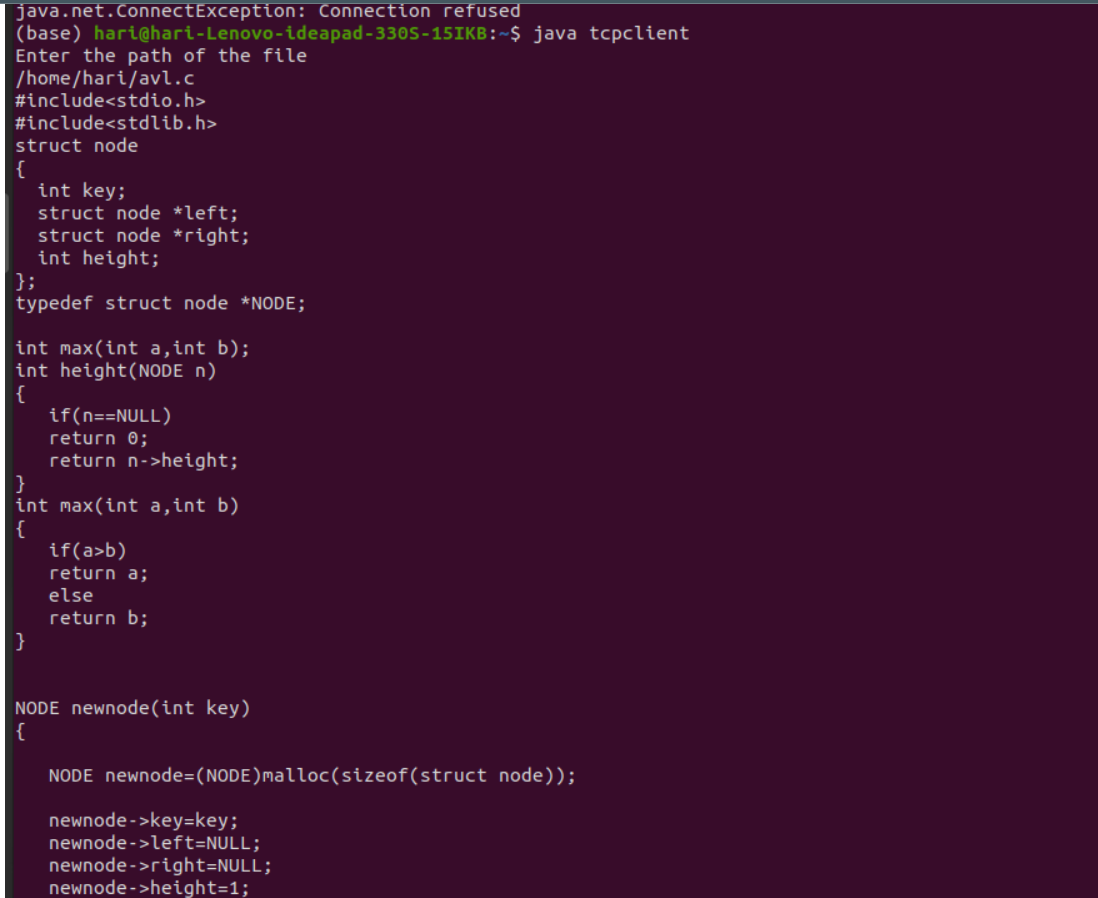 java.net.ConnectException: Connection refused
(base) hari@hari-Lenovo-ideapad-330S-15IKB:~$ java tcpclient
Enter the path of the file
/home/hari/avl.c
#include<stdio.h>
#include<stdlib.h>
struct node
{
  int key;
  struct node *left;
  struct node *right;
  int height;
};
typedef struct node *NODE;

int max(int a,int b);
int height(NODE n)
{
   if(n==NULL)
   return 0;
   return n->height;
}
int max(int a,int b)
{
   if(a>b)
   return a;
   else
   return b;
}


NODE newnode(int key)
{

   NODE newnode=(NODE)malloc(sizeof(struct node));

   newnode->key=key;
   newnode->left=NULL;
   newnode->right=NULL;
   newnode->height=1;